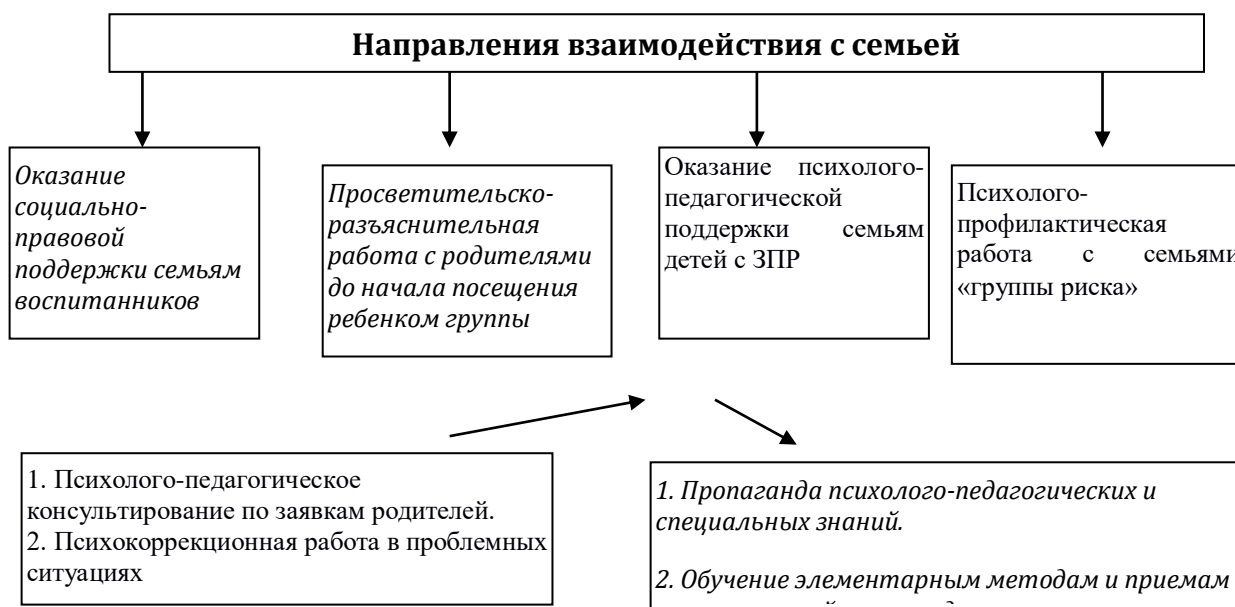 Направления взаимодействия с семьей
Оказание
социально-
правовой
поддержки семьям
воспитанников
Просветительско-
разъяснительная
работа с родителями
до начала посещения
ребенком группы
Оказание психолого-
педагогической
поддержки семьям
детей с ЗПР
Психолого-
профилактическая
работа с семьями
«группы риска»
1. Психолого-педагогическое
консультирование по заявкам родителей.
2. Психокоррекционная работа в проблемных
ситуациях
1. Пропаганда психолого-педагогических и
специальных знаний.
2. Обучение элементарным методам и приемам